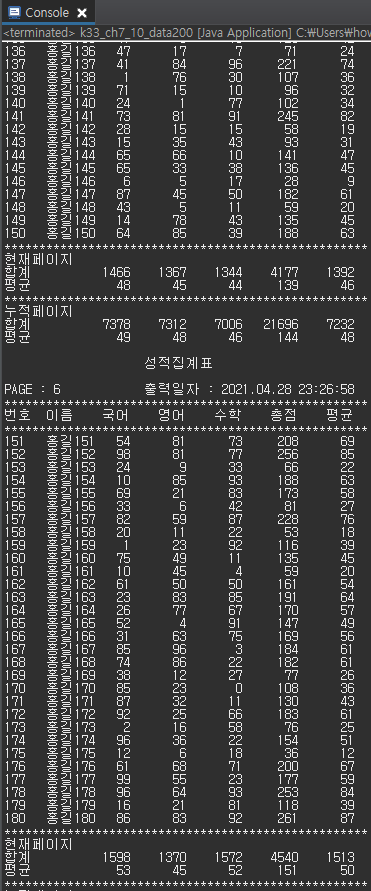 Console
<terminated> k33_ch7_10_data200 [Java Application] C:₩Users₩hov
136 홍길136 47 17 7 71 24
137 홍길137 41 84 96 221 74
138 홍길138 1 76 30 107 36
139 홍길139 71 15 10 96 32
140 홍길140 24 1 77 102 34
141 홍길141 73 81 91 245 82
142 홍길142 28 15 15 58 19
143 홍길143 15 35 43 93 31
144 홍길144 65 66 10 141 47
145 홍길145 65 33 38 136 45
146 홍길146 6 5 17 28 9
147 홍길147 87 45 50 182 61
148 홍길148 43 5 11 59 20
149 홍길149 14 78 43 135 45
150 홍길150 64 85 39 188 63
************************************************
현재페이지
합계 1466 1367 1344 4177 1392
평균 48 45 44 139 46
************************************************
누적페이지
합계 7378 7312 7006 21696 7232
평균 49 48 46 144 48
성적집계표
PAGE : 6 출력일자 : 2021.04.28 23:26:58
************************************************
번호 이름 국어 영어 수학 총점 평균
************************************************
151 홍길151 54 81 73 208 69
152 홍길152 98 81 77 256 85
153 홍길153 24 9 33 66 22
154 홍길154 10 85 93 188 63
155 홍길155 69 21 83 173 58
156 홍길156 33 6 42 81 27
157 홍길157 82 59 87 228 76
158 홍길158 20 11 22 53 18
159 홍길159 1 23 92 116 39
160 홍길160 75 49 11 135 45
161 홍길161 10 45 4 59 20
162 홍길162 61 50 50 161 54
163 홍길163 23 83 85 191 64
164 홍길164 26 77 67 170 57
165 홍길165 52 4 91 147 49
166 홍길166 31 63 75 169 56
167 홍길167 85 96 3 184 61
168 홍길168 74 86 22 182 61
169 홍길169 38 12 27 77 26
170 홍길170 85 23 0 108 36
171 홍길171 87 32 11 130 43
172 홍길172 92 25 66 183 61
173 홍길173 2 16 58 76 25
174 홍길174 96 36 22 154 51
175 홍길175 12 6 18 36 12
176 홍길176 61 68 71 200 67
177 홍길177 99 55 23 177 59
178 홍길178 96 64 93 253 84
179 홍길179 16 21 81 118 39
180 홍길180 86 83 92 261 87
************************************************
현재페이지
합계 1598 1370 1572 4540 1513
평균 53 45 52 151 50
************************************************